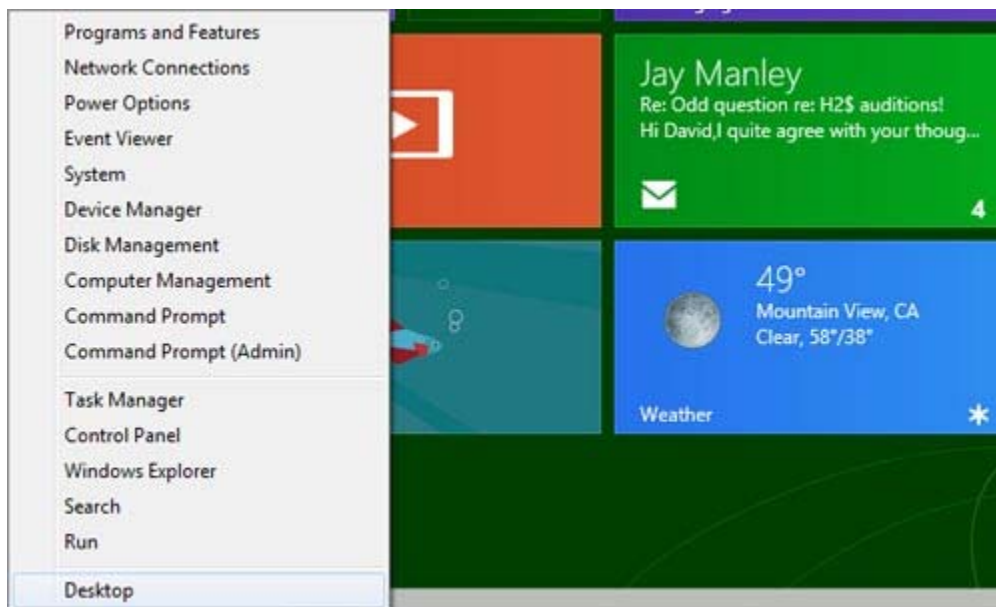 Programs and Features
Network Connections
Power Options
Event Viewer
System
Device Manager
Disk Management
Computer Management
Command Prompt
Command Prompt (Admin)
Task Manager
Control Panel
Windows Explorer
Search
Run
Desktop
Jay Manley
Re: Odd question re: H2$ auditions!
Hi David,I quite agree with your thoug...
4
49°
Mountain View, CA
Clear, 58°/38°
Weather